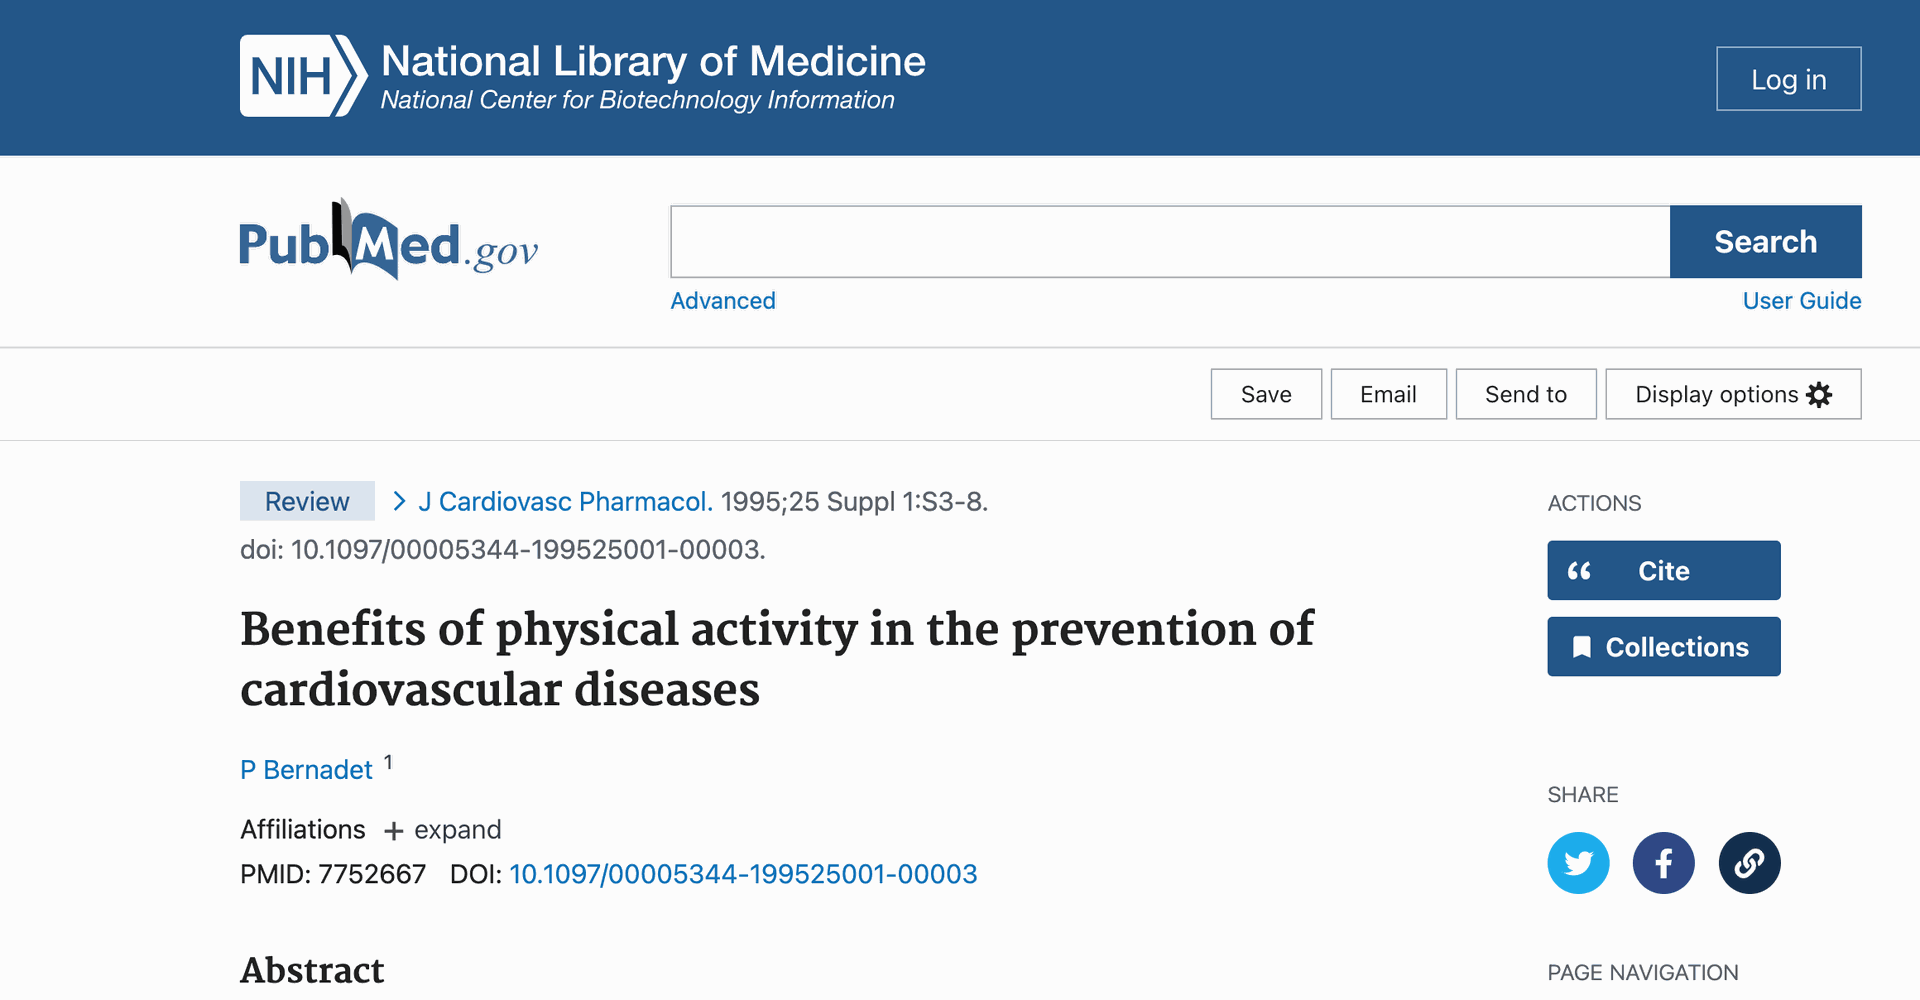 NIH National Library of Medicine
National Center for Biotechnology Information
Log in
PubMed.gov
Search
Advanced
User Guide
Save
Email
Send to
Display options
Review
J Cardiovasc Pharmacol. 1995;25 Suppl 1:S3-8.
doi: 10.1097/00005344-199525001-00003.
Benefits of physical activity in the prevention of
cardiovascular diseases
P Bernadet 1
Affiliations + expand
PMID: 7752667 DOI: 10.1097/00005344-199525001-00003
Abstract
ACTIONS
Cite
Collections
SHARE
PAGE NAVIGATION